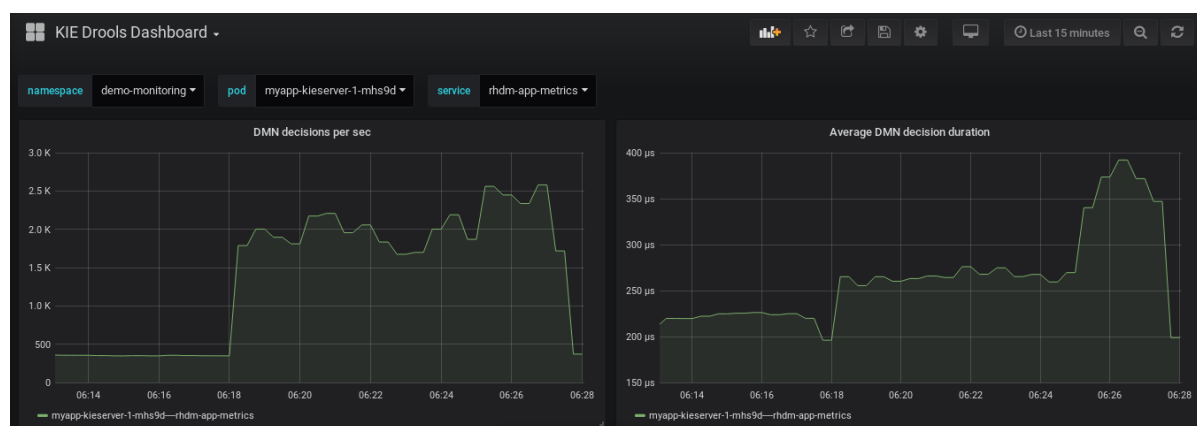 KIE Drools Dashboard
Last 15 minutes
namespace demo-monitoring pod myapp-kieserver-1-mhs9d service rhdm-app-metrics
DMN decisions per sec
3.0 K
2.5 K
2.0 K
1.5 K
1.0 K
500
0
06:14 06:16 06:18 06:20 06:22 06:24 06:26 06:28
myapp-kieserver-1-mhs9d—rhdm-app-metrics
Average DMN decision duration
400 µs
350 µs
300 µs
250 µs
200 µs
150 µs
06:14 06:16 06:18 06:20 06:22 06:24 06:26 06:28
myapp-kieserver-1-mhs9d—rhdm-app-metrics